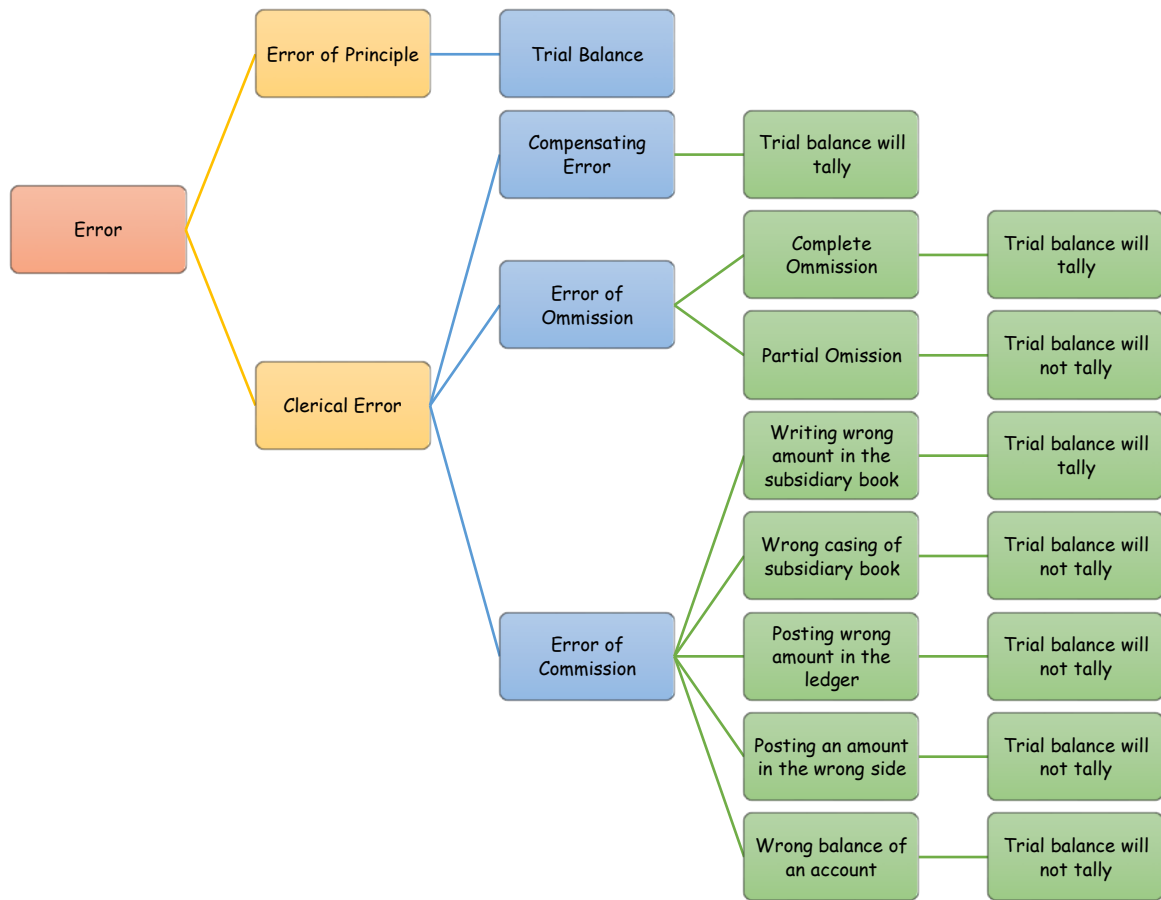 Error of Principle
Trial Balance
Compensating
Error
Trial balance will
tally
Error
Complete
Ommission
Trial balance will
tally
Error of
Ommission
Partial Omission
Trial balance will
not tally
Clerical Error
Writing wrong
amount in the
subsidiary book
Trial balance will
tally
Wrong casing of
subsidiary book
Trial balance will
not tally
Error of
Commission
Posting wrong
amount in the
ledger
Trial balance will
not tally
Posting an amount
in the wrong side
Trial balance will
not tally
Wrong balance of
an account
Trial balance will
not tally